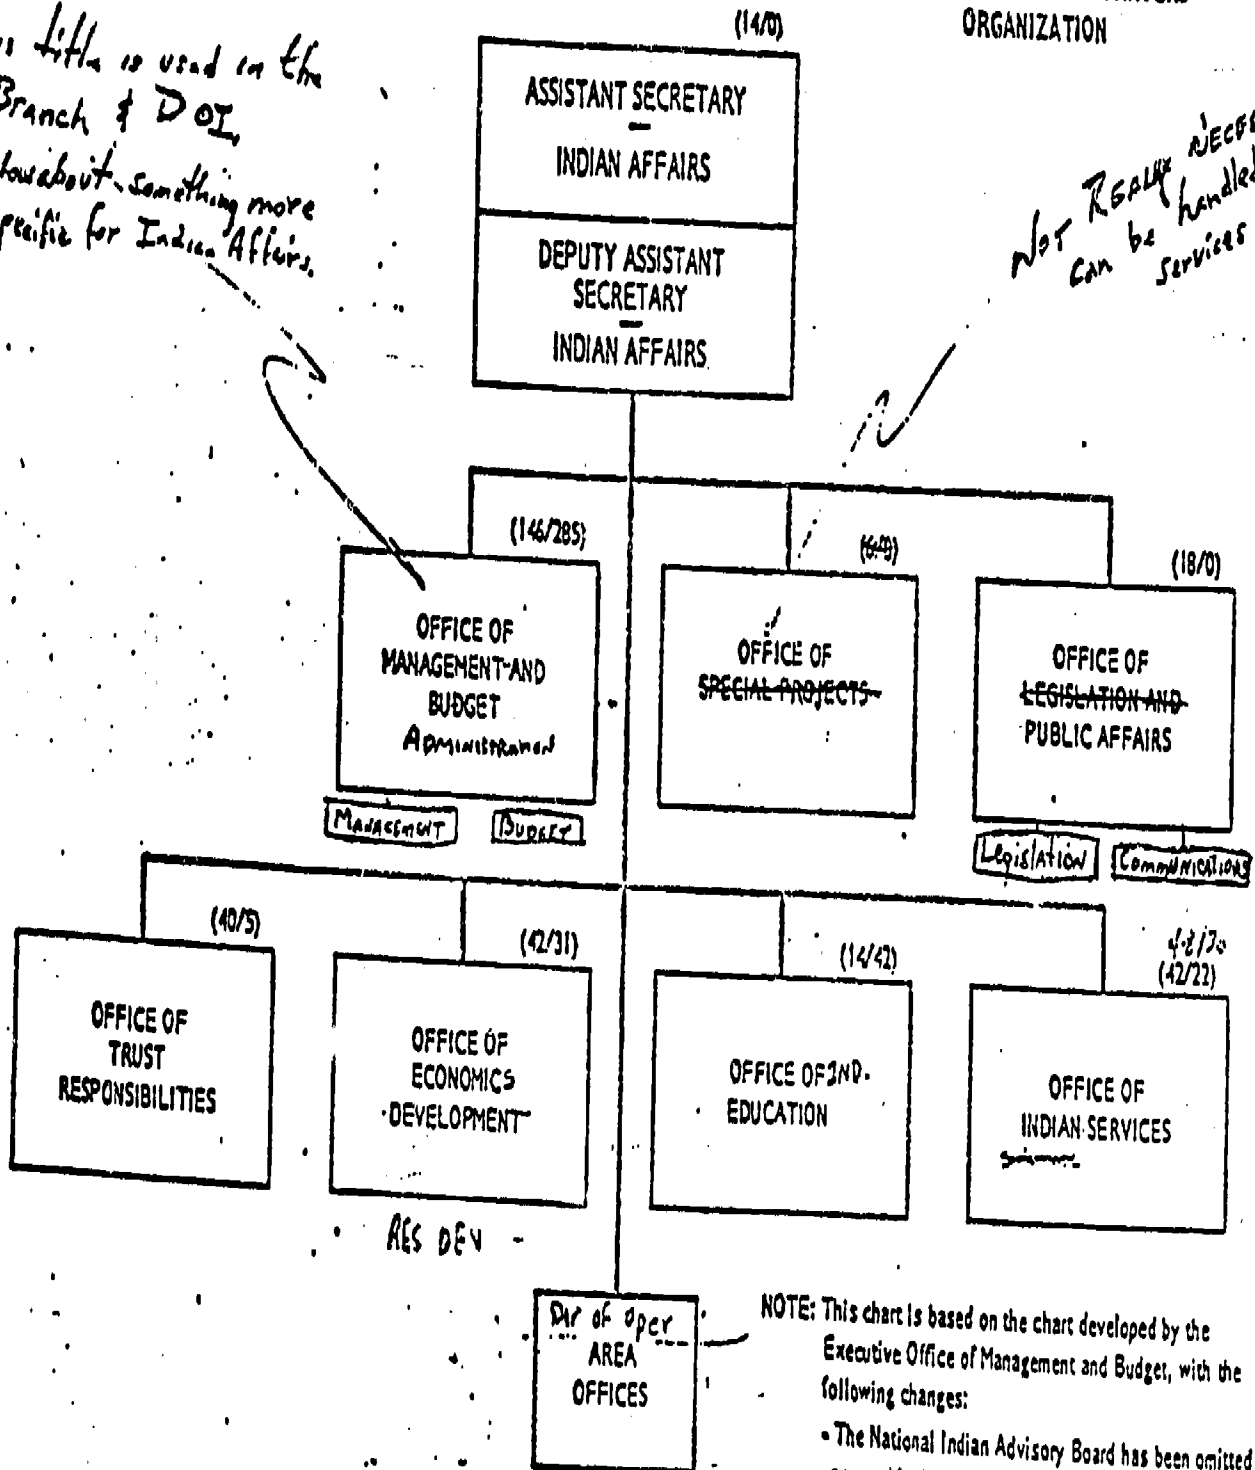 ORGANIZATION
title is used in the
Branch & DOI,
something more
for Indian Affairs.
NOT REALLY
can be handled
services
(14/0)
ASSISTANT SECRETARY
—
INDIAN AFFAIRS
DEPUTY ASSISTANT
SECRETARY
—
INDIAN AFFAIRS
(146/285)
OFFICE OF
MANAGEMENT AND
BUDGET
ADMINISTRATION
MANAGEMENT
BUDGET
OFFICE OF
SPECIAL PROJECTS
(18/0)
OFFICE OF
LEGISLATION AND
PUBLIC AFFAIRS
Legislation
COMMUNICATIONS
(40/5)
OFFICE OF
TRUST
RESPONSIBILITIES
(42/31)
OFFICE OF
ECONOMICS
DEVELOPMENT
RES DEV
(14/42)
OFFICE OF IND.
EDUCATION
(42/22)
OFFICE OF
INDIAN SERVICES
Dir of Oper
AREA
OFFICES
NOTE: This chart is based on the chart developed by the
Executive Office of Management and Budget, with the
following changes:
• The National Indian Advisory Board has been omitted